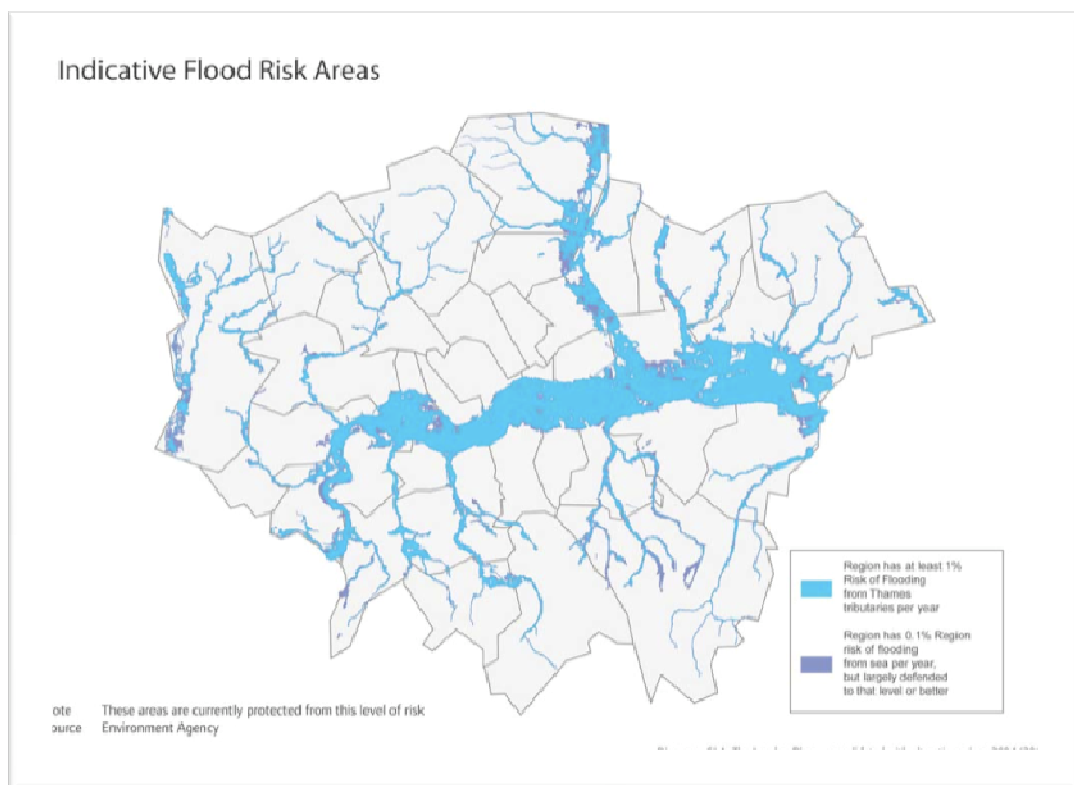 Indicative Flood Risk Areas
Region has at least 1%
Risk of Flooding
from Thames
tributaries per year
Region has 0.1% Region
risk of flooding
from sea per year,
but largely defended
to that level or better
ote These areas are currently protected from this level of risk
ource Environment Agency